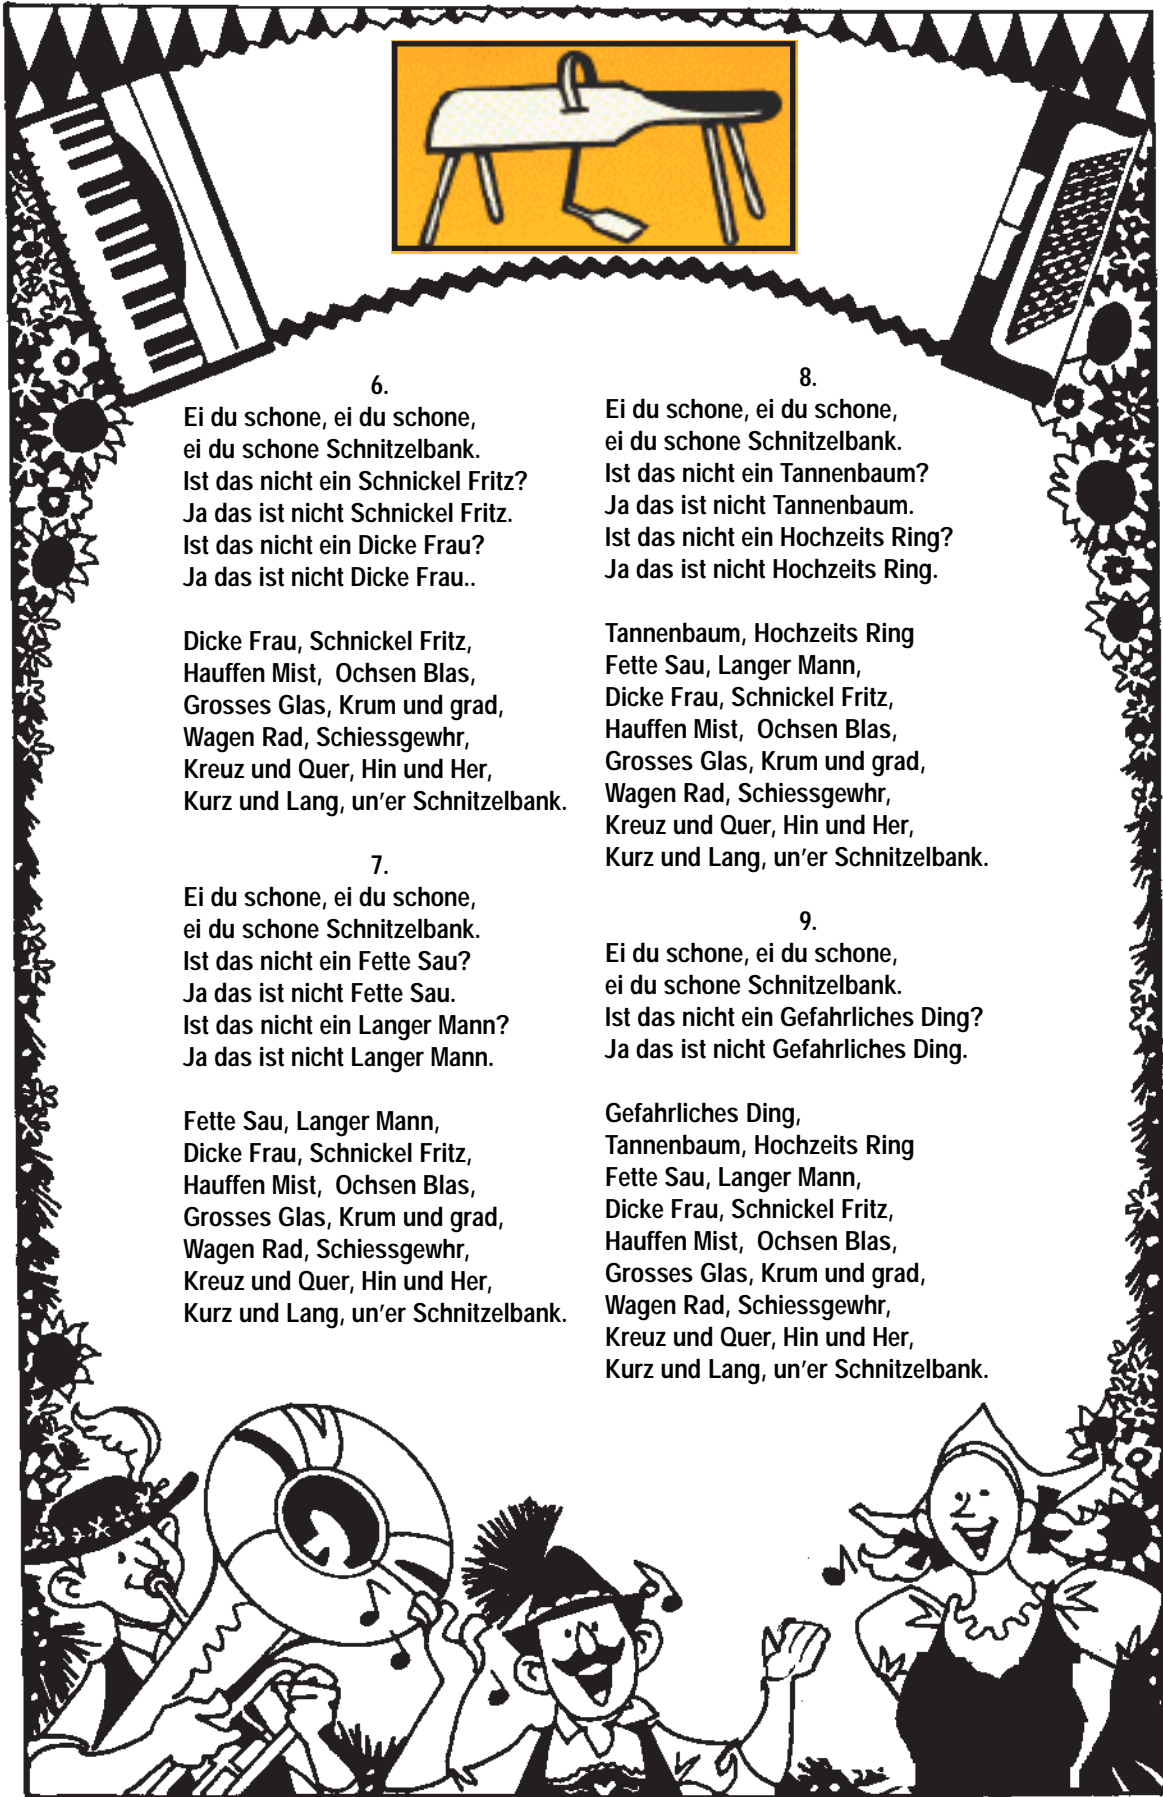 6.
Ei du schone, ei du schone,
ei du schone Schnitzelbank.
Ist das nicht ein Schnickel Fritz?
Ja das ist nicht Schnickel Fritz.
Ist das nicht ein Dicke Frau?
Ja das ist nicht Dicke Frau..
Dicke Frau, Schnickel Fritz,
Hauffen Mist, Ochsen Blas,
Grosses Glas, Krum und grad,
Wagen Rad, Schiessgewhr,
Kreuz und Quer, Hin und Her,
Kurz und Lang, un'er Schnitzelbank.
7.
Ei du schone, ei du schone,
ei du schone Schnitzelbank.
Ist das nicht ein Fette Sau?
Ja das ist nicht Fette Sau.
Ist das nicht ein Langer Mann?
Ja das ist nicht Langer Mann.
Fette Sau, Langer Mann,
Dicke Frau, Schnickel Fritz,
Hauffen Mist, Ochsen Blas,
Grosses Glas, Krum und grad,
Wagen Rad, Schiessgewhr,
Kreuz und Quer, Hin und Her,
Kurz und Lang, un'er Schnitzelbank.
8.
Ei du schone, ei du schone,
ei du schone Schnitzelbank.
Ist das nicht ein Tannenbaum?
Ja das ist nicht Tannenbaum.
Ist das nicht ein Hochzeits Ring?
Ja das ist nicht Hochzeits Ring.
Tannenbaum, Hochzeits Ring
Fette Sau, Langer Mann,
Dicke Frau, Schnickel Fritz,
Hauffen Mist, Ochsen Blas,
Grosses Glas, Krum und grad,
Wagen Rad, Schiessgewhr,
Kreuz und Quer, Hin und Her,
Kurz und Lang, un'er Schnitzelbank.
9.
Ei du schone, ei du schone,
ei du schone Schnitzelbank.
Ist das nicht ein Gefahrliches Ding?
Ja das ist nicht Gefahrliches Ding.
Gefahrliches Ding,
Tannenbaum, Hochzeits Ring
Fette Sau, Langer Mann,
Dicke Frau, Schnickel Fritz,
Hauffen Mist, Ochsen Blas,
Grosses Glas, Krum und grad,
Wagen Rad, Schiessgewhr,
Kreuz und Quer, Hin und Her,
Kurz und Lang, un'er Schnitzelbank.